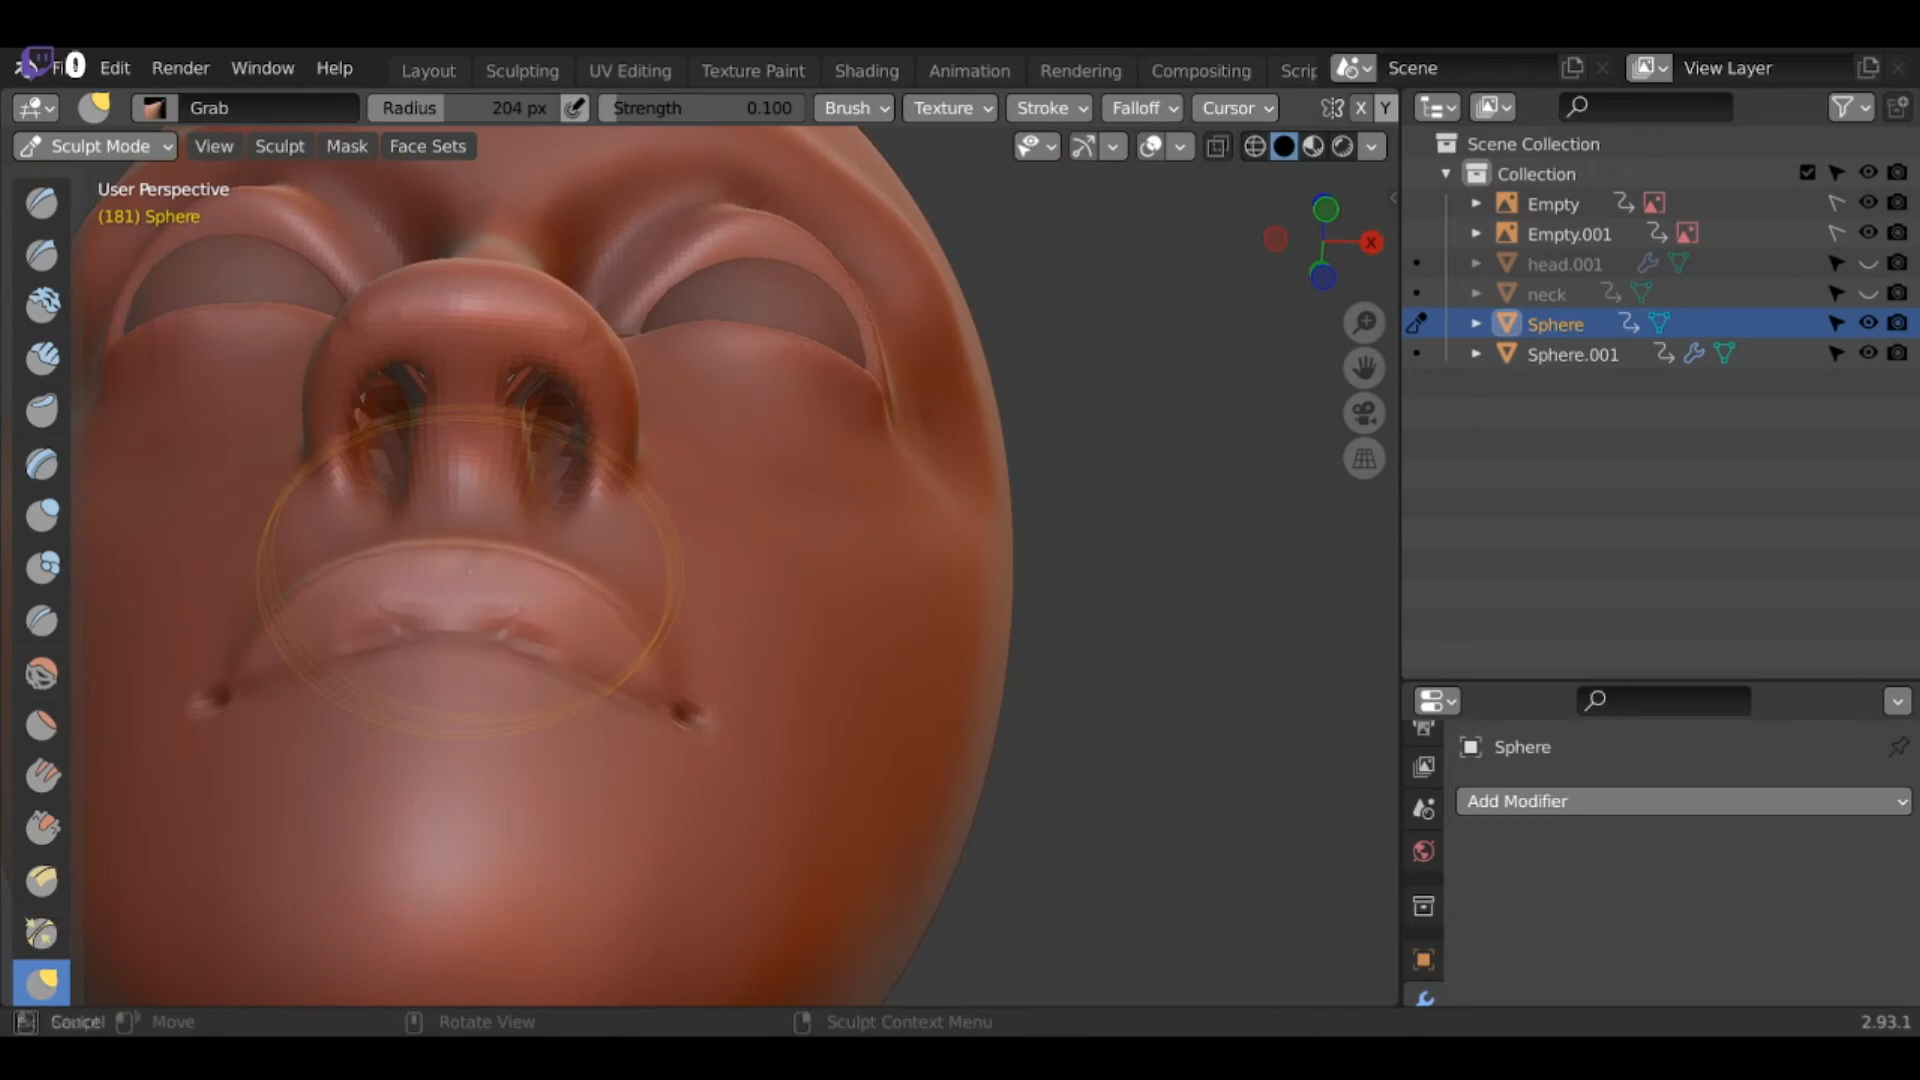 0 Edit Render Window Help Layout Sculpting UV Editing Texture Paint Shading Animation Rendering Compositing Scrip Scene View Layer
Grab Radius 204 px Strength 0.100 Brush Texture Stroke Falloff Cursor X Y
Sculpt Mode View Sculpt Mask Face Sets
User Perspective
(181) Sphere
X
Scene Collection
Collection
Empty
Empty.001
head.001
neck
Sphere
Sphere.001
Sphere
Add Modifier
Move Rotate View Sculpt Context Menu 2.93.1